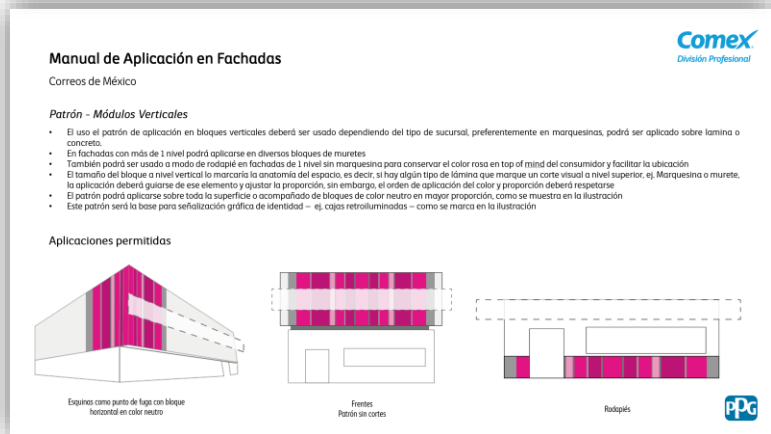 Comex
División Profesional
Manual de Aplicación en Fachadas
Correos de México
Patrón - Módulos Verticales
• El uso el patrón de aplicación en bloques verticales deberá ser usado dependiendo del tipo de sucursal, preferentemente en marquesinas, podrá ser aplicado sobre lamina o
concreto.
• En fachadas con más de 1 nivel podrá aplicarse en diversos bloques de muretes
• También podrá ser usado a modo de rodapié en fachadas de 1 nivel sin marquesina para conservar el color rosa en top of mind del consumidor y facilitar la ubicación
• El tamaño del bloque a nivel vertical lo marcaría la anatomía del espacio, es decir, si hay algún tipo de lámina que marque un corte visual a nivel superior, ej. Marquesina o murete,
la aplicación deberá guiarse de ese elemento y ajustar la proporción, sin embargo, el orden de aplicación del color y proporción deberá respetarse
• El patrón podrá aplicarse sobre toda la superficie o acompañado de bloques de color neutro en mayor proporción, como se muestra en la ilustración
• Este patrón será la base para señalización gráfica de identidad – ej. cajas retroiluminadas – como se marca en la ilustración
Aplicaciones permitidas
Esquinas como punto de fuga con bloque
horizontal en color neutro
Frentes
Patrón sin cortes
Rodapiés
PPG